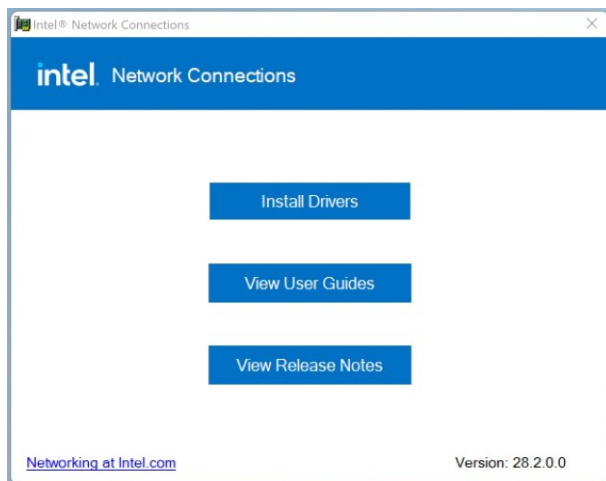 Intel® Network Connections
intel. Network Connections
Install Drivers
View User Guides
View Release Notes
Networking at Intel.com
Version: 28.2.0.0